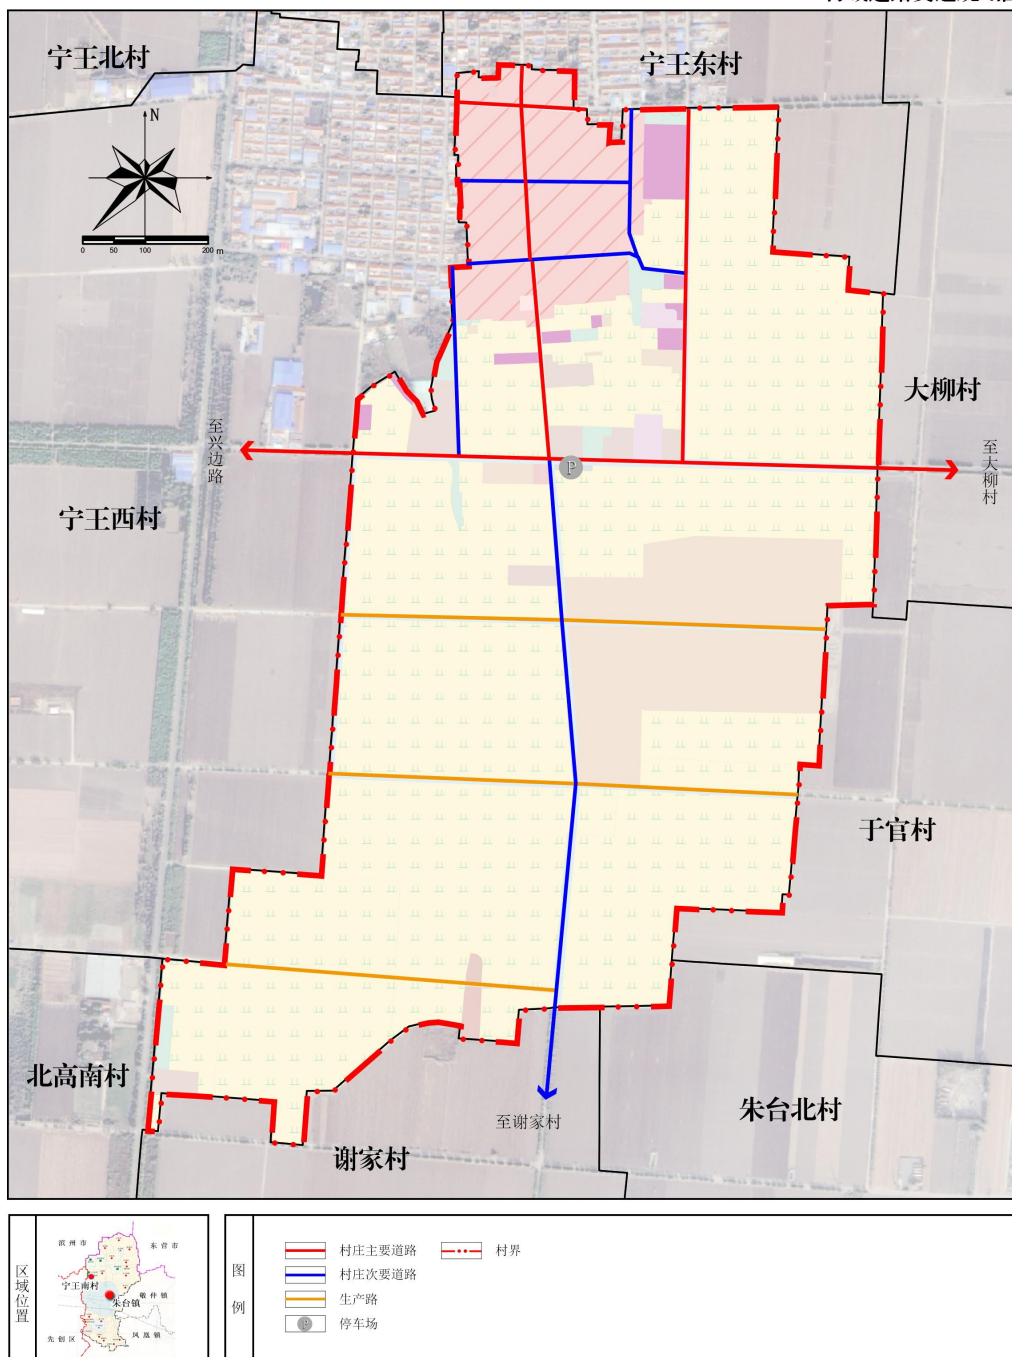 宁王北村
宁王东村
N
0 50 100 200 m
大柳村
至兴边路
至大柳村
P
宁王西村
于官村
北高南村
朱台北村
至谢家村
谢家村
区域位置
滨州市
东营市
宁王南村
敬仲镇
朱台镇
先创区
凤凰镇
图例
村庄主要道路
村界
村庄次要道路
生产路
P 停车场